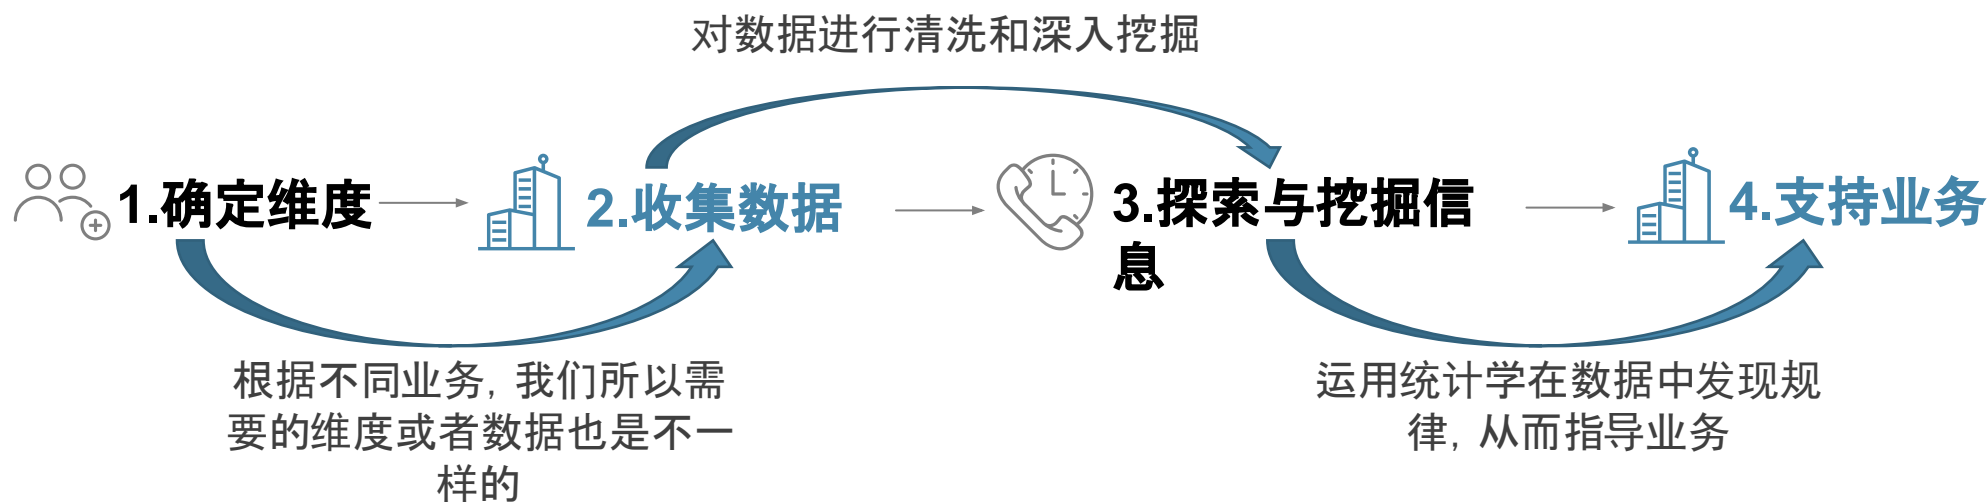 对数据进行清洗和深入挖掘
1.确定维度
2.收集数据
3.探索与挖掘信
息
4.支持业务
根据不同业务，我们所以需
要的维度或者数据也是不一
样的
运用统计学在数据中发现规
律，从而指导业务